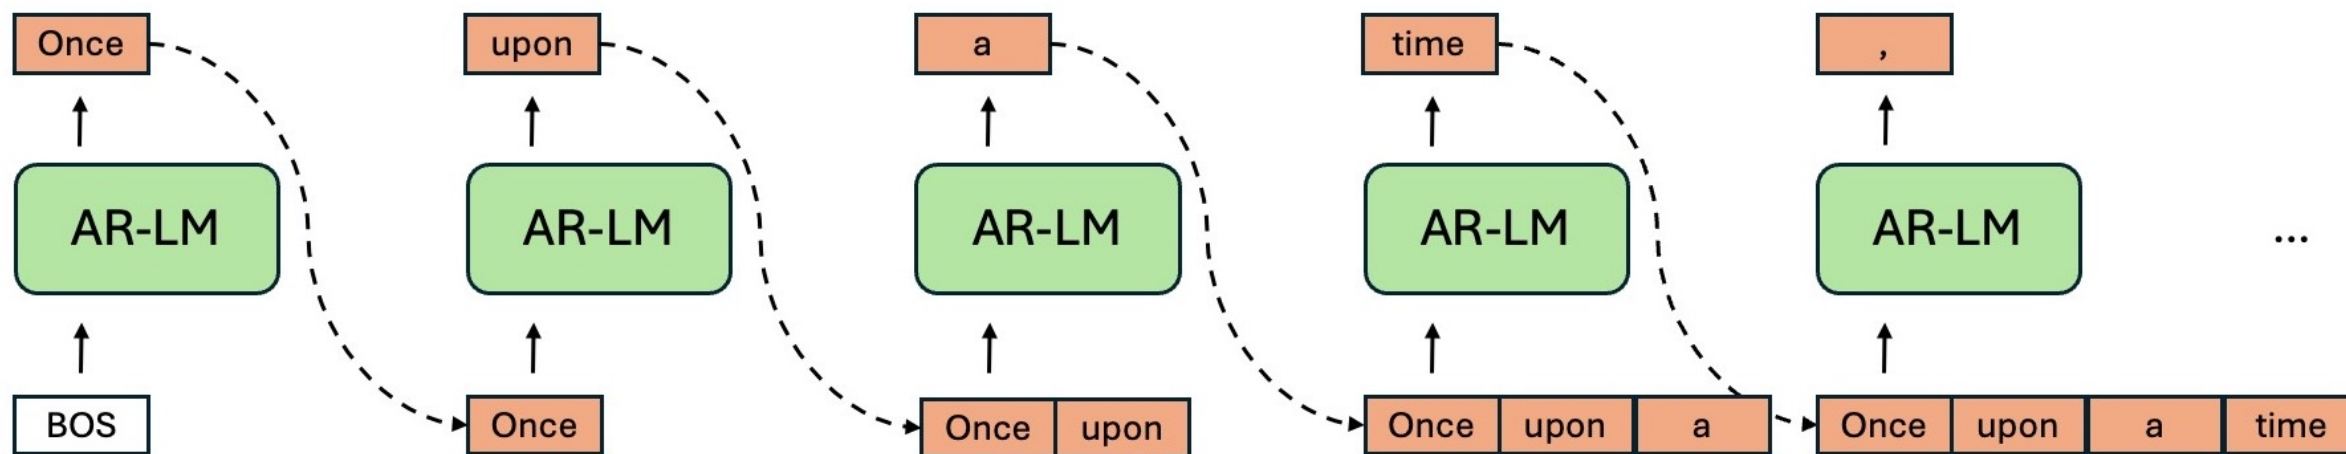 Once upon a time ,
AR-LM AR-LM AR-LM AR-LM AR-LM ...
BOS Once Once upon Once upon a Once upon a time